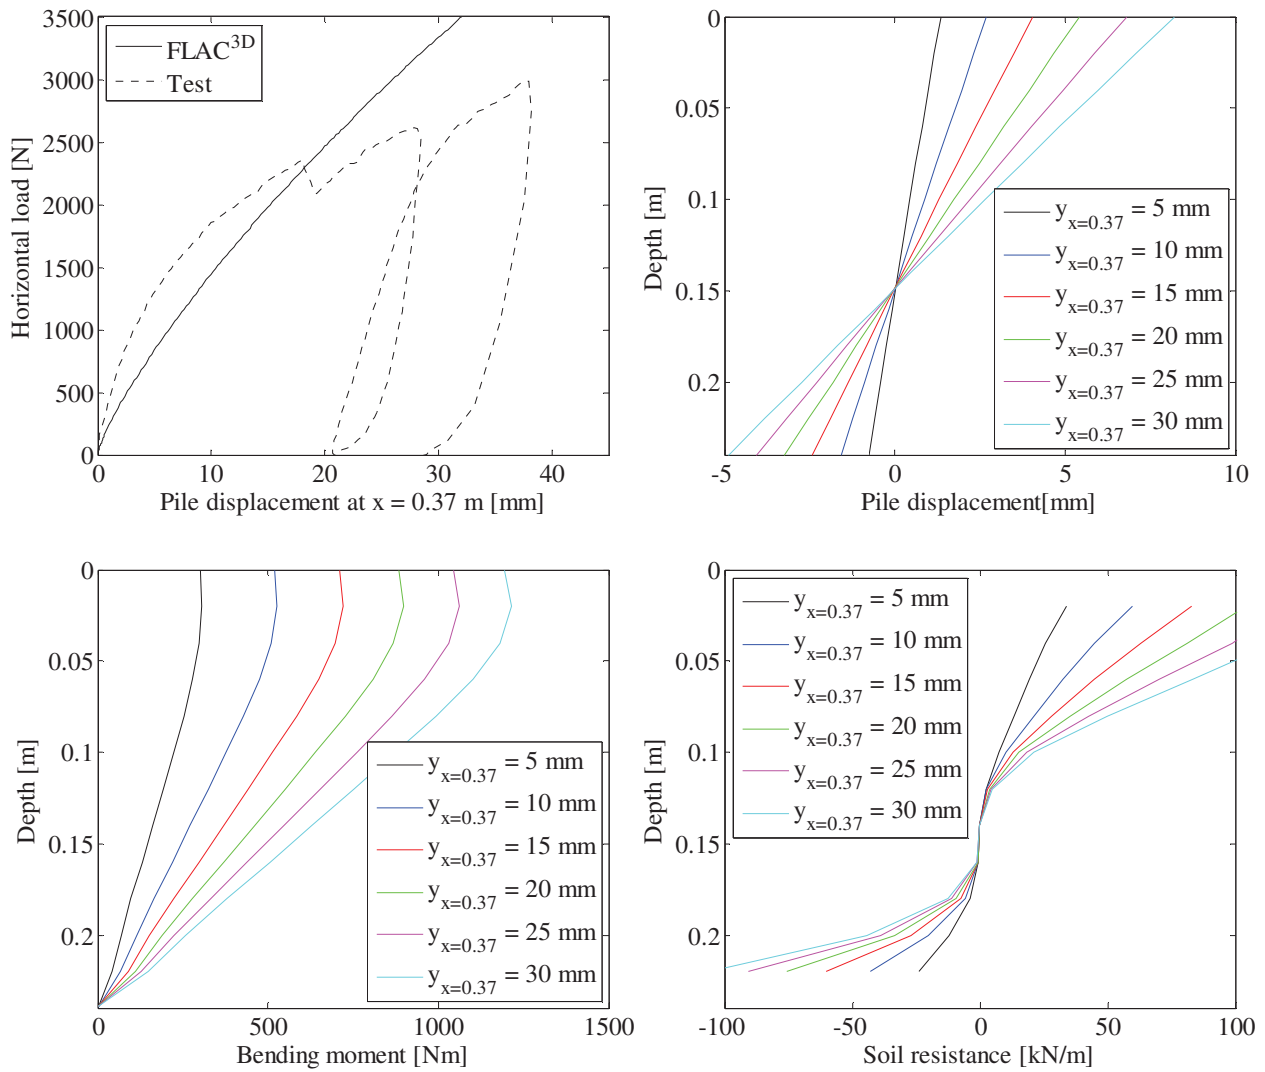 3500
3000
2500
2000
1500
1000
500
0
Horizontal load [N]
FLAC3D
Test
0
10
20
30
40
Pile displacement at x = 0.37 m [mm]
0
0.05
0.1
0.15
0.2
Depth [m]
yx=0.37 = 5 mm
yx=0.37 = 10 mm
yx=0.37 = 15 mm
yx=0.37 = 20 mm
yx=0.37 = 25 mm
yx=0.37 = 30 mm
-5
0
5
10
Pile displacement[mm]
0
0.05
0.1
0.15
0.2
Depth [m]
yx=0.37 = 5 mm
yx=0.37 = 10 mm
yx=0.37 = 15 mm
yx=0.37 = 20 mm
yx=0.37 = 25 mm
yx=0.37 = 30 mm
0
500
1000
1500
Bending moment [Nm]
0
0.05
0.1
0.15
0.2
Depth [m]
yx=0.37 = 5 mm
yx=0.37 = 10 mm
yx=0.37 = 15 mm
yx=0.37 = 20 mm
yx=0.37 = 25 mm
yx=0.37 = 30 mm
-100
-50
0
50
100
Soil resistance [kN/m]